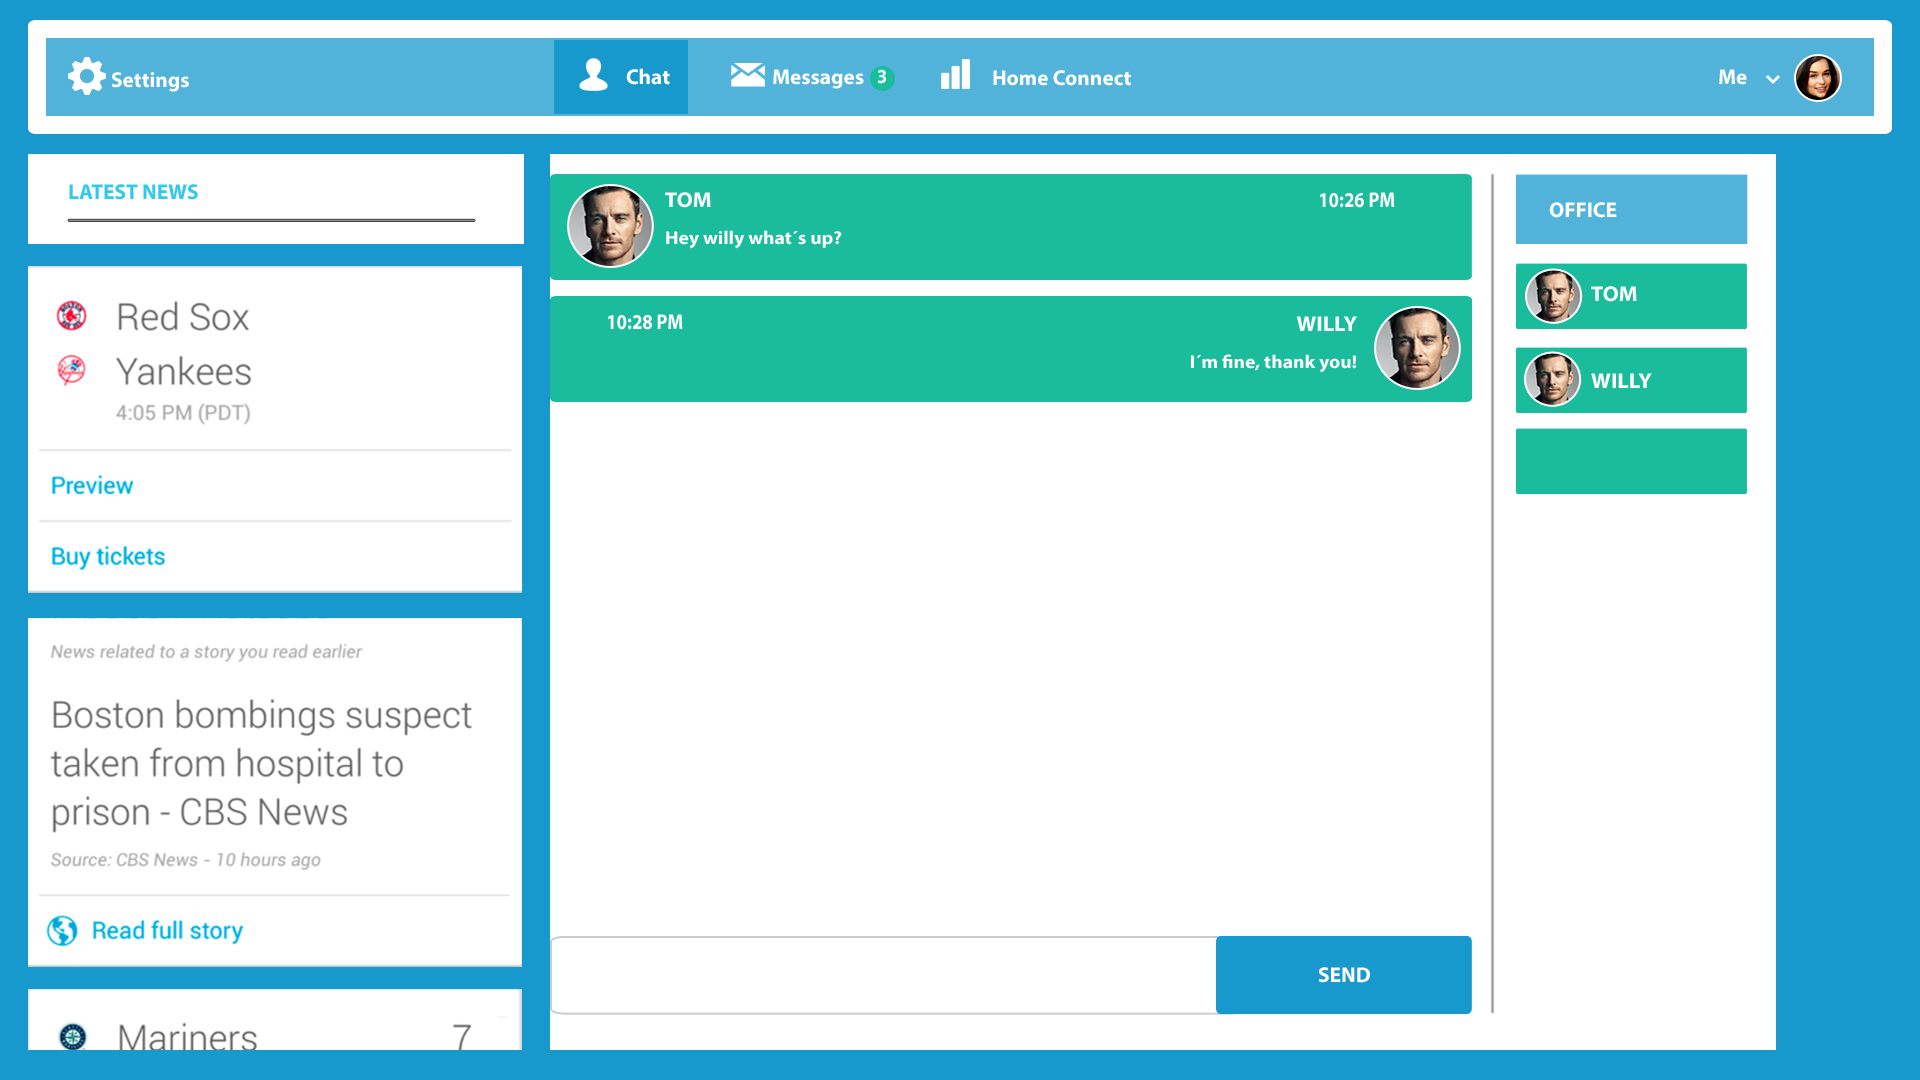 Settings
Chat
Messages 3
Home Connect
Me
LATEST NEWS
Red Sox
Yankees
4:05 PM (PDT)
Preview
Buy tickets
News related to a story you read earlier
Boston bombings suspect
taken from hospital to
prison - CBS News
Source: CBS News - 10 hours ago
Read full story
Mariners 7
TOM 10:26 PM
Hey willy what´s up?
10:28 PM WILLY
I´m fine, thank you!
SEND
OFFICE
TOM
WILLY